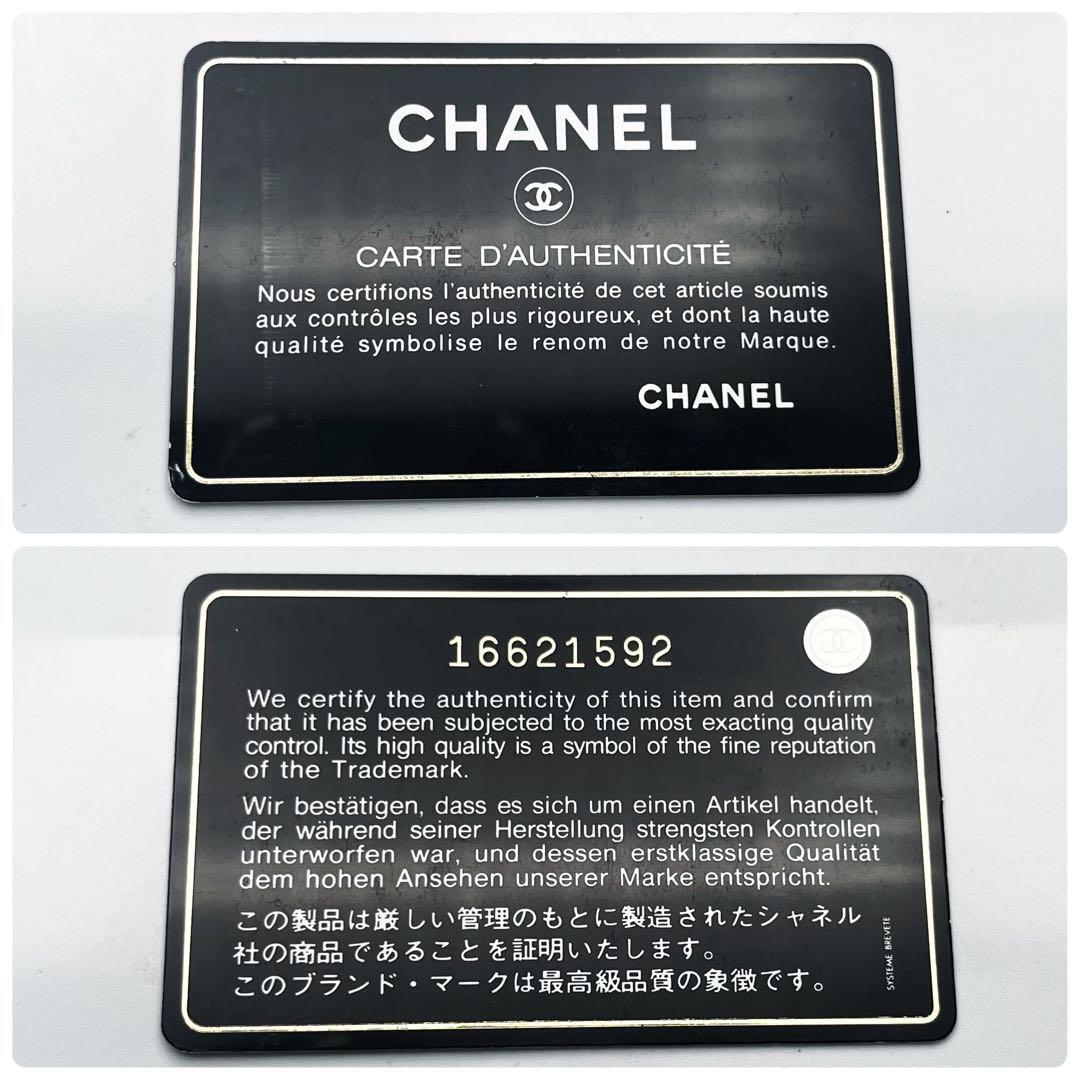 CHANEL
CARTE D'AUTHENTICITÉ
Nous certifions l'authenticité de cet article soumis
aux contrôles les plus rigoureux, et dont la haute
qualité symbolise le renom de notre Marque.
CHANEL
16621592
We certify the authenticity of this item and confirm
that it has been subjected to the most exacting quality
control. Its high quality is a symbol of the fine reputation
of the Trademark.
Wir bestätigen, dass es sich um einen Artikel handelt,
der während seiner Herstellung strengsten Kontrollen
unterworfen war, und dessen erstklassige Qualität
dem hohen Ansehen unserer Marke entspricht.
この製品は厳しい管理のもとに製造されたシャネル
社の商品であることを証明いたします。
このブランド・マークは最高級品質の象徴です。
SYSTEME BREVETE